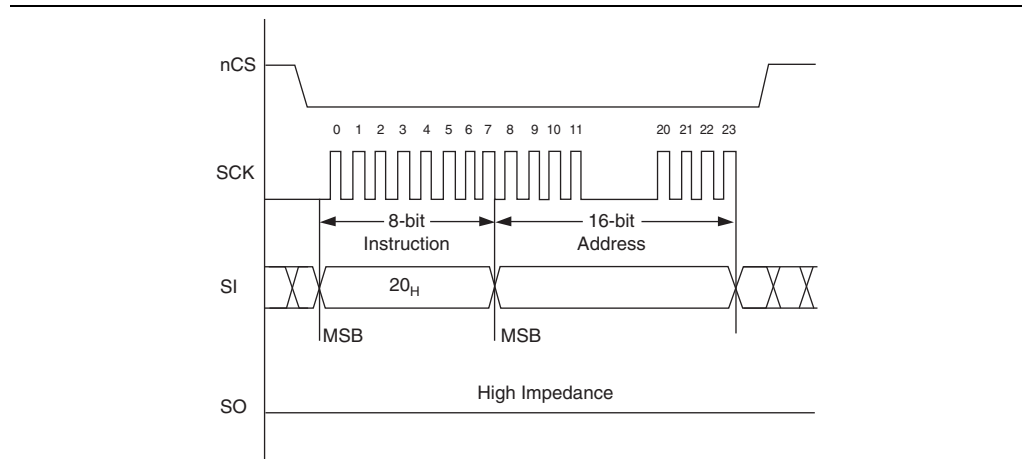 nCS
0 1 2 3 4 5 6 7 8 9 10 11 20 21 22 23
SCK
8-bit 16-bit
Instruction Address
SI 20H
MSB MSB
High Impedance
SO